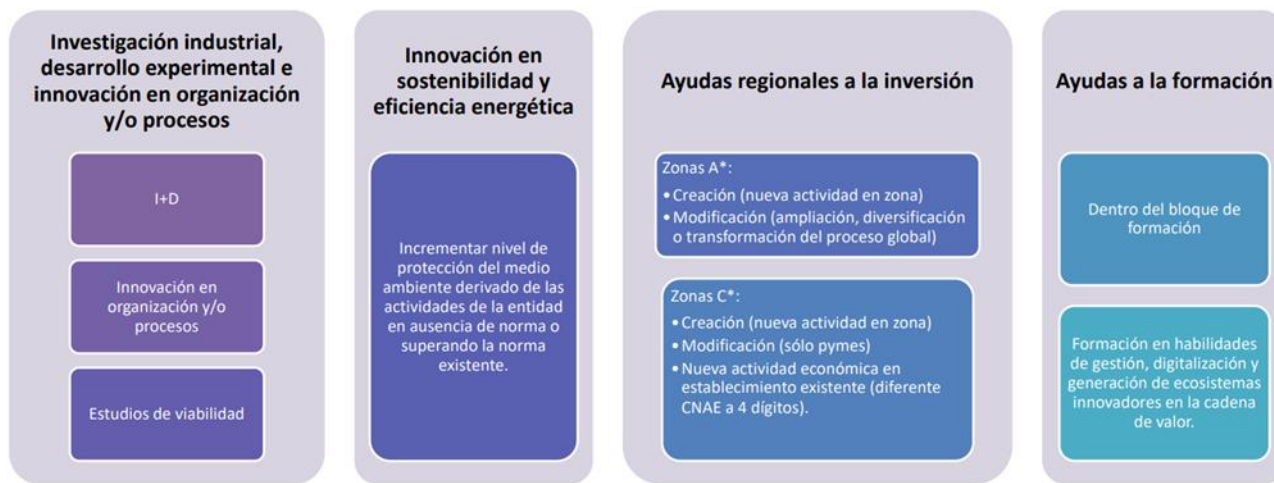 Investigación industrial,
desarrollo experimental e
innovación en organización
y/o procesos
I+D
Innovación en
organización y/o
procesos
Estudios de viabilidad
Innovación en
sostenibilidad y
eficiencia energética
Incrementar nivel de
protección del medio
ambiente derivado de las
actividades de la entidad
en ausencia de norma o
superando la norma
existente.
Ayudas regionales a la inversión
Zonas A*:
•Creación (nueva actividad en zona)
•Modificación (ampliación, diversificación
o transformación del proceso global)
Zonas C*:
•Creación (nueva actividad en zona)
•Modificación (sólo pymes)
•Nueva actividad económica en
establecimiento existente (diferente
CNAE a 4 dígitos).
Ayudas a la formación
Dentro del bloque de
formación
Formación en habilidades
de gestión, digitalización y
generación de ecosistemas
innovadores en la cadena
de valor.